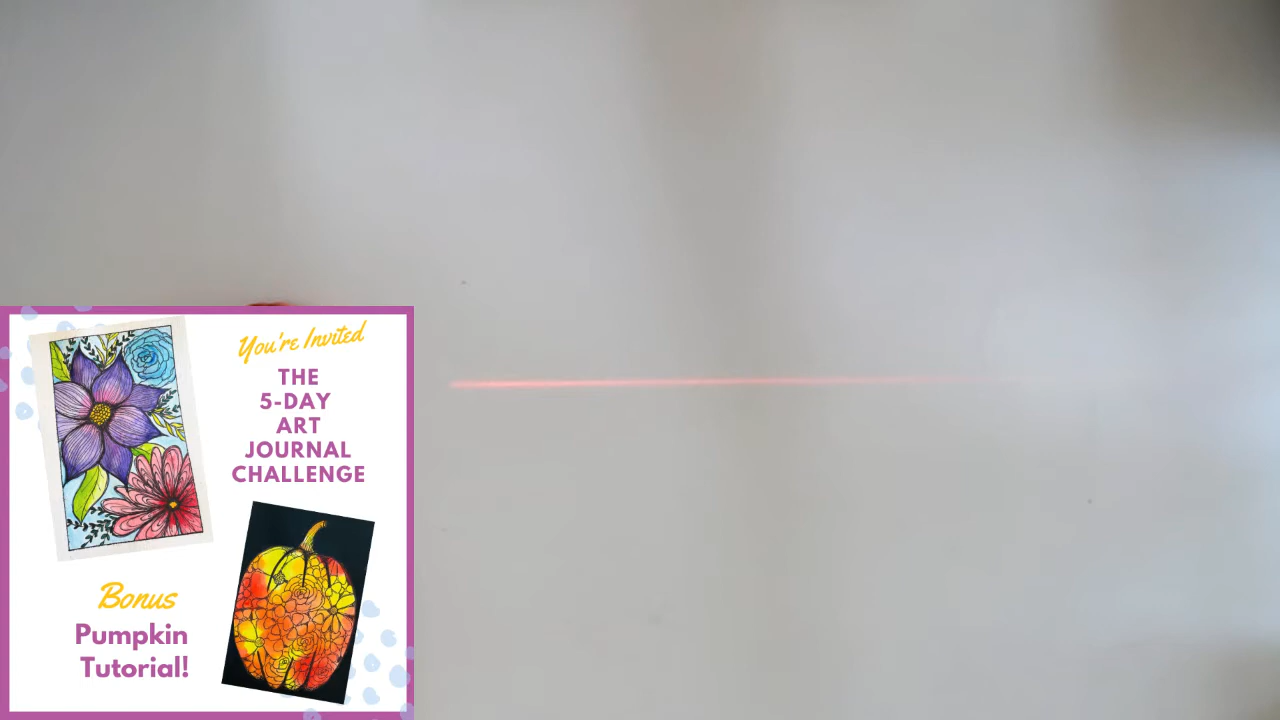 You're Invited
THE
5-DAY
ART
JOURNAL
CHALLENGE
Bonus
Pumpkin
Tutorial!